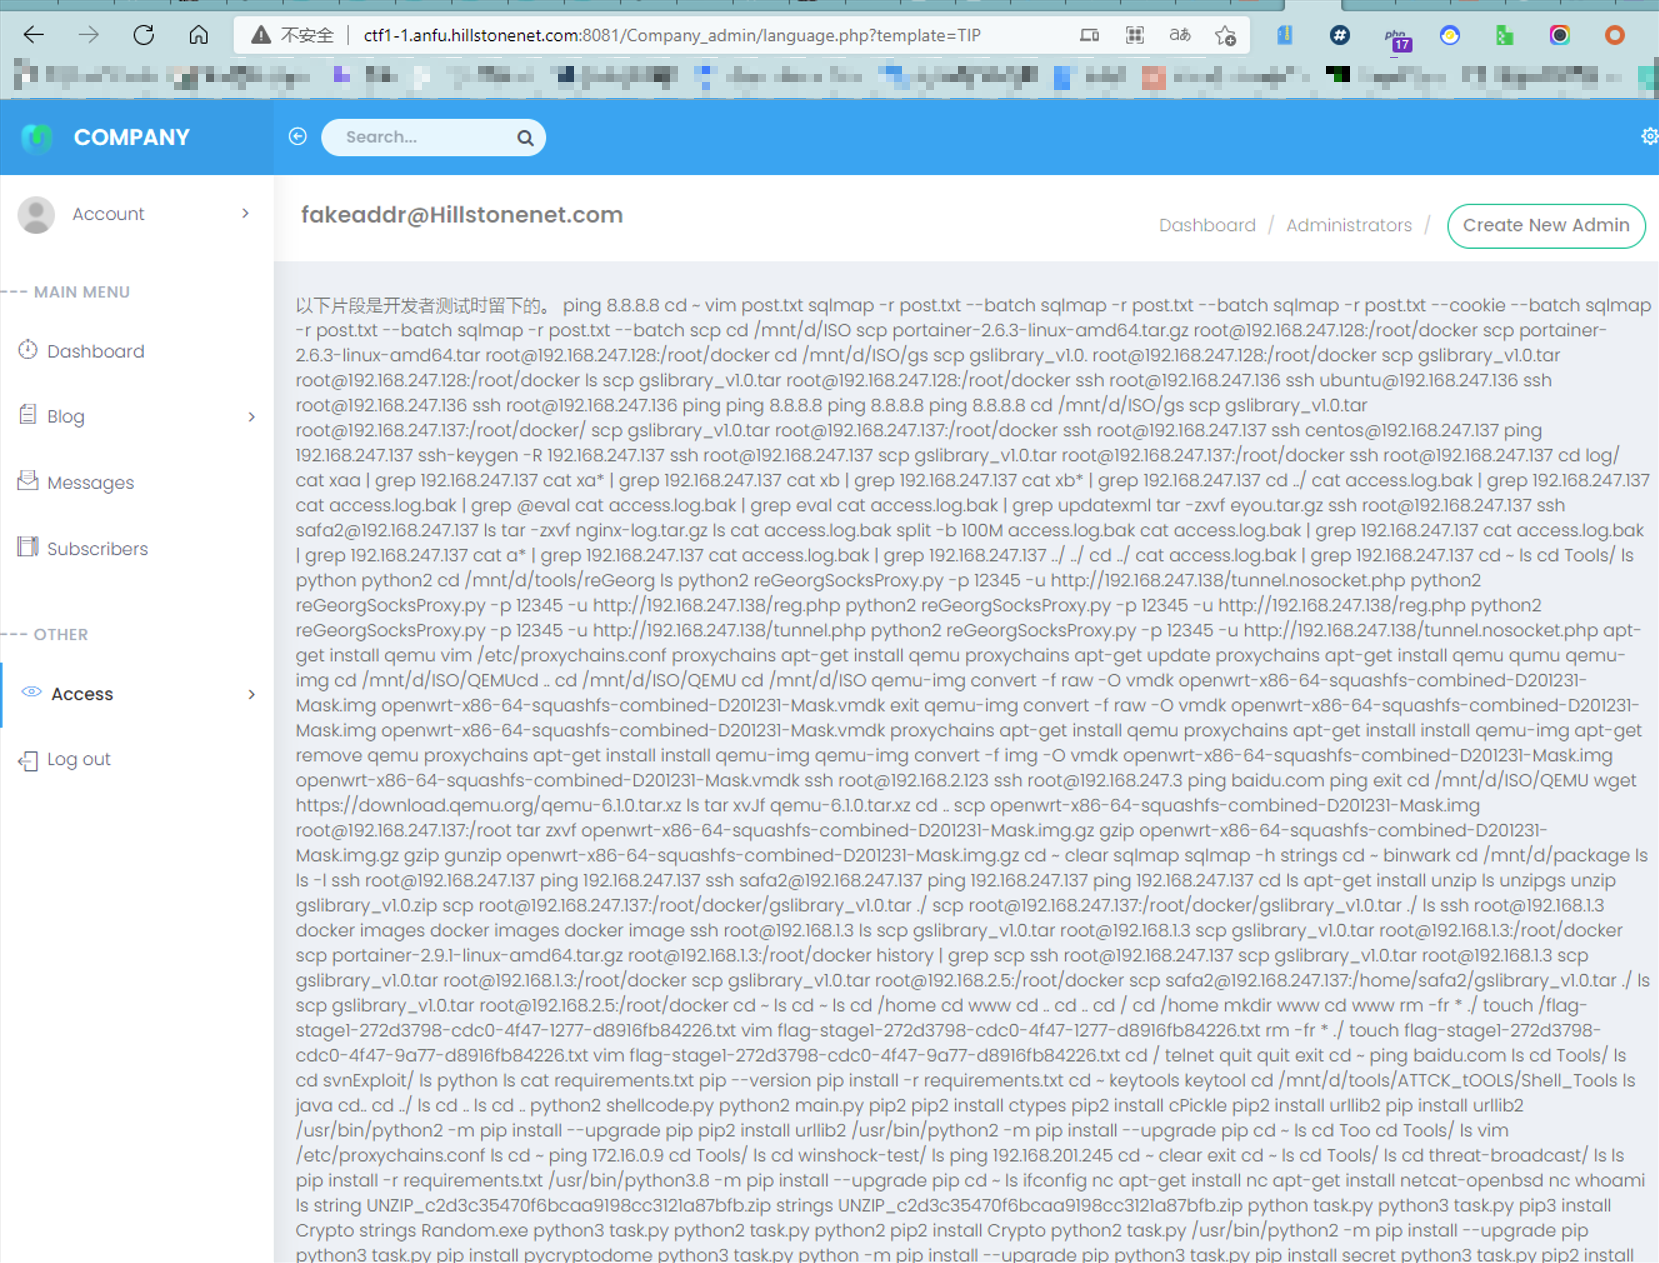 不安全 ctf1-1.anfu.hillstonenet.com:8081/Company_admin/language.php?template=TIP
aあ
php 17
COMPANY
Search...
Account
fakeaddr@Hillstonenet.com
Dashboard / Administrators / Create New Admin
--- MAIN MENU
Dashboard
Blog
Messages
Subscribers
--- OTHER
Access
Log out
以下片段是开发者测试时留下的。 ping 8.8.8.8 cd ~ vim post.txt sqlmap -r post.txt --batch sqlmap -r post.txt --batch sqlmap -r post.txt --cookie --batch sqlmap
-r post.txt --batch sqlmap -r post.txt --batch scp cd /mnt/d/ISO scp portainer-2.6.3-linux-amd64.tar.gz root@192.168.247.128:/root/docker scp portainer-
2.6.3-linux-amd64.tar root@192.168.247.128:/root/docker cd /mnt/d/ISO/gs scp gslibrary_v1.0. root@192.168.247.128:/root/docker scp gslibrary_v1.0.tar
root@192.168.247.128:/root/docker ls scp gslibrary_v1.0.tar root@192.168.247.128:/root/docker ssh root@192.168.247.136 ssh ubuntu@192.168.247.136 ssh
root@192.168.247.136 ssh root@192.168.247.136 ping ping 8.8.8.8 ping 8.8.8.8 ping 8.8.8.8 cd /mnt/d/ISO/gs scp gslibrary_v1.0.tar
root@192.168.247.137:/root/docker/ scp gslibrary_v1.0.tar root@192.168.247.137:/root/docker ssh root@192.168.247.137 ssh centos@192.168.247.137 ping
192.168.247.137 ssh-keygen -R 192.168.247.137 ssh root@192.168.247.137 scp gslibrary_v1.0.tar root@192.168.247.137:/root/docker ssh root@192.168.247.137 cd log/
cat xaa | grep 192.168.247.137 cat xa* | grep 192.168.247.137 cat xb | grep 192.168.247.137 cat xb* | grep 192.168.247.137 cd ../ cat access.log.bak | grep 192.168.247.137
cat access.log.bak | grep @eval cat access.log.bak | grep eval cat access.log.bak | grep updatexml tar -zxvf eyou.tar.gz ssh root@192.168.247.137 ssh
safa2@192.168.247.137 ls tar -zxvf nginx-log.tar.gz ls cat access.log.bak split -b 100M access.log.bak cat access.log.bak | grep 192.168.247.137 cat access.log.bak
| grep 192.168.247.137 cat a* | grep 192.168.247.137 cat access.log.bak | grep 192.168.247.137 ../ ../ cd ../ cat access.log.bak | grep 192.168.247.137 cd ~ ls cd Tools/ ls
python python2 cd /mnt/d/tools/reGeorg ls python2 reGeorgSocksProxy.py -p 12345 -u http://192.168.247.138/tunnel.nosocket.php python2
reGeorgSocksProxy.py -p 12345 -u http://192.168.247.138/reg.php python2 reGeorgSocksProxy.py -p 12345 -u http://192.168.247.138/reg.php python2
reGeorgSocksProxy.py -p 12345 -u http://192.168.247.138/tunnel.php python2 reGeorgSocksProxy.py -p 12345 -u http://192.168.247.138/tunnel.nosocket.php apt-
get install qemu vim /etc/proxychains.conf proxychains apt-get install qemu proxychains apt-get update proxychains apt-get install qemu qumu qemu-
img cd /mnt/d/ISO/QEMUcd .. cd /mnt/d/ISO/QEMU cd /mnt/d/ISO qemu-img convert -f raw -O vmdk openwrt-x86-64-squashfs-combined-D201231-
Mask.img openwrt-x86-64-squashfs-combined-D201231-Mask.vmdk exit qemu-img convert -f raw -O vmdk openwrt-x86-64-squashfs-combined-D201231-
Mask.img openwrt-x86-64-squashfs-combined-D201231-Mask.vmdk proxychains apt-get install qemu proxychains apt-get install install qemu-img apt-get
remove qemu proxychains apt-get install install qemu-img qemu-img convert -f img -O vmdk openwrt-x86-64-squashfs-combined-D201231-Mask.img
openwrt-x86-64-squashfs-combined-D201231-Mask.vmdk ssh root@192.168.2.123 ssh root@192.168.247.3 ping baidu.com ping exit cd /mnt/d/ISO/QEMU wget
https://download.qemu.org/qemu-6.1.0.tar.xz ls tar xvJf qemu-6.1.0.tar.xz cd .. scp openwrt-x86-64-squashfs-combined-D201231-Mask.img
root@192.168.247.137:/root tar zxvf openwrt-x86-64-squashfs-combined-D201231-Mask.img.gz gzip openwrt-x86-64-squashfs-combined-D201231-
Mask.img.gz gzip gunzip openwrt-x86-64-squashfs-combined-D201231-Mask.img.gz cd ~ clear sqlmap sqlmap -h strings cd ~ binwark cd /mnt/d/package ls
ls -l ssh root@192.168.247.137 ping 192.168.247.137 ssh safa2@192.168.247.137 ping 192.168.247.137 ping 192.168.247.137 cd ls apt-get install unzip ls unzipgs unzip
gslibrary_v1.0.zip scp root@192.168.247.137:/root/docker/gslibrary_v1.0.tar ./ scp root@192.168.247.137:/root/docker/gslibrary_v1.0.tar ./ ls ssh root@192.168.1.3
docker images docker images docker image ssh root@192.168.1.3 ls scp gslibrary_v1.0.tar root@192.168.1.3 scp gslibrary_v1.0.tar root@192.168.1.3:/root/docker
scp portainer-2.9.1-linux-amd64.tar.gz root@192.168.1.3:/root/docker history | grep scp ssh root@192.168.247.137 scp gslibrary_v1.0.tar root@192.168.1.3 scp
gslibrary_v1.0.tar root@192.168.1.3:/root/docker scp gslibrary_v1.0.tar root@192.168.2.5:/root/docker scp safa2@192.168.247.137:/home/safa2/gslibrary_v1.0.tar ./ ls
scp gslibrary_v1.0.tar root@192.168.2.5:/root/docker cd ~ ls cd ~ ls cd /home cd www cd .. cd .. cd / cd /home mkdir www cd www rm -fr * ./ touch /flag-
stage1-272d3798-cdc0-4f47-1277-d8916fb84226.txt vim flag-stage1-272d3798-cdc0-4f47-1277-d8916fb84226.txt rm -fr * ./ touch flag-stage1-272d3798-
cdc0-4f47-9a77-d8916fb84226.txt vim flag-stage1-272d3798-cdc0-4f47-9a77-d8916fb84226.txt cd / telnet quit quit exit cd ~ ping baidu.com ls cd Tools/ ls
cd svnExploit/ ls python ls cat requirements.txt pip --version pip install -r requirements.txt cd ~ keytools keytool cd /mnt/d/tools/ATTCK_tOOLS/Shell_Tools ls
java cd.. cd ../ ls cd .. ls cd .. python2 shellcode.py python2 main.py pip2 pip2 install ctypes pip2 install cPickle pip2 install urllib2 pip install urllib2
/usr/bin/python2 -m pip install --upgrade pip pip2 install urllib2 /usr/bin/python2 -m pip install --upgrade pip cd ~ ls cd Too cd Tools/ ls vim
/etc/proxychains.conf ls cd ~ ping 172.16.0.9 cd Tools/ ls cd winshock-test/ ls ping 192.168.201.245 cd ~ clear exit cd ~ ls cd Tools/ ls cd threat-broadcast/ ls ls
pip install -r requirements.txt /usr/bin/python3.8 -m pip install --upgrade pip cd ~ ls ifconfig nc apt-get install nc apt-get install netcat-openbsd nc whoami
ls string UNZIP_c2d3c35470f6bcaa9198cc3121a87bfb.zip strings UNZIP_c2d3c35470f6bcaa9198cc3121a87bfb.zip python task.py python3 task.py pip3 install
Crypto strings Random.exe python3 task.py python2 task.py python2 pip2 install Crypto python2 task.py /usr/bin/python2 -m pip install --upgrade pip
python3 task.py pip install pycryptodome python3 task.py python -m pip install --upgrade pip python3 task.py pip install secret python3 task.py pip2 install